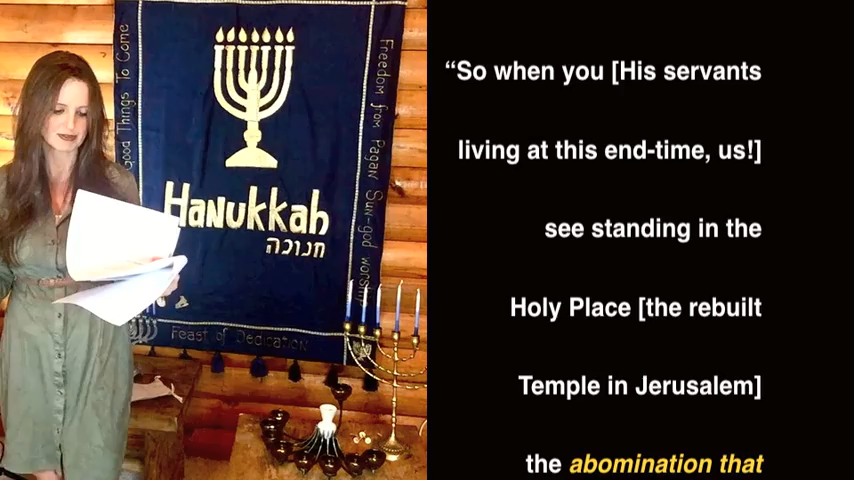 Good Things To Come
Hanukkah
חנוכה
Freedom from Pagan Sun-god worship
Feast of Dedication
“So when you [His servants
living at this end-time, us!]
see standing in the
Holy Place [the rebuilt
Temple in Jerusalem]
the abomination that